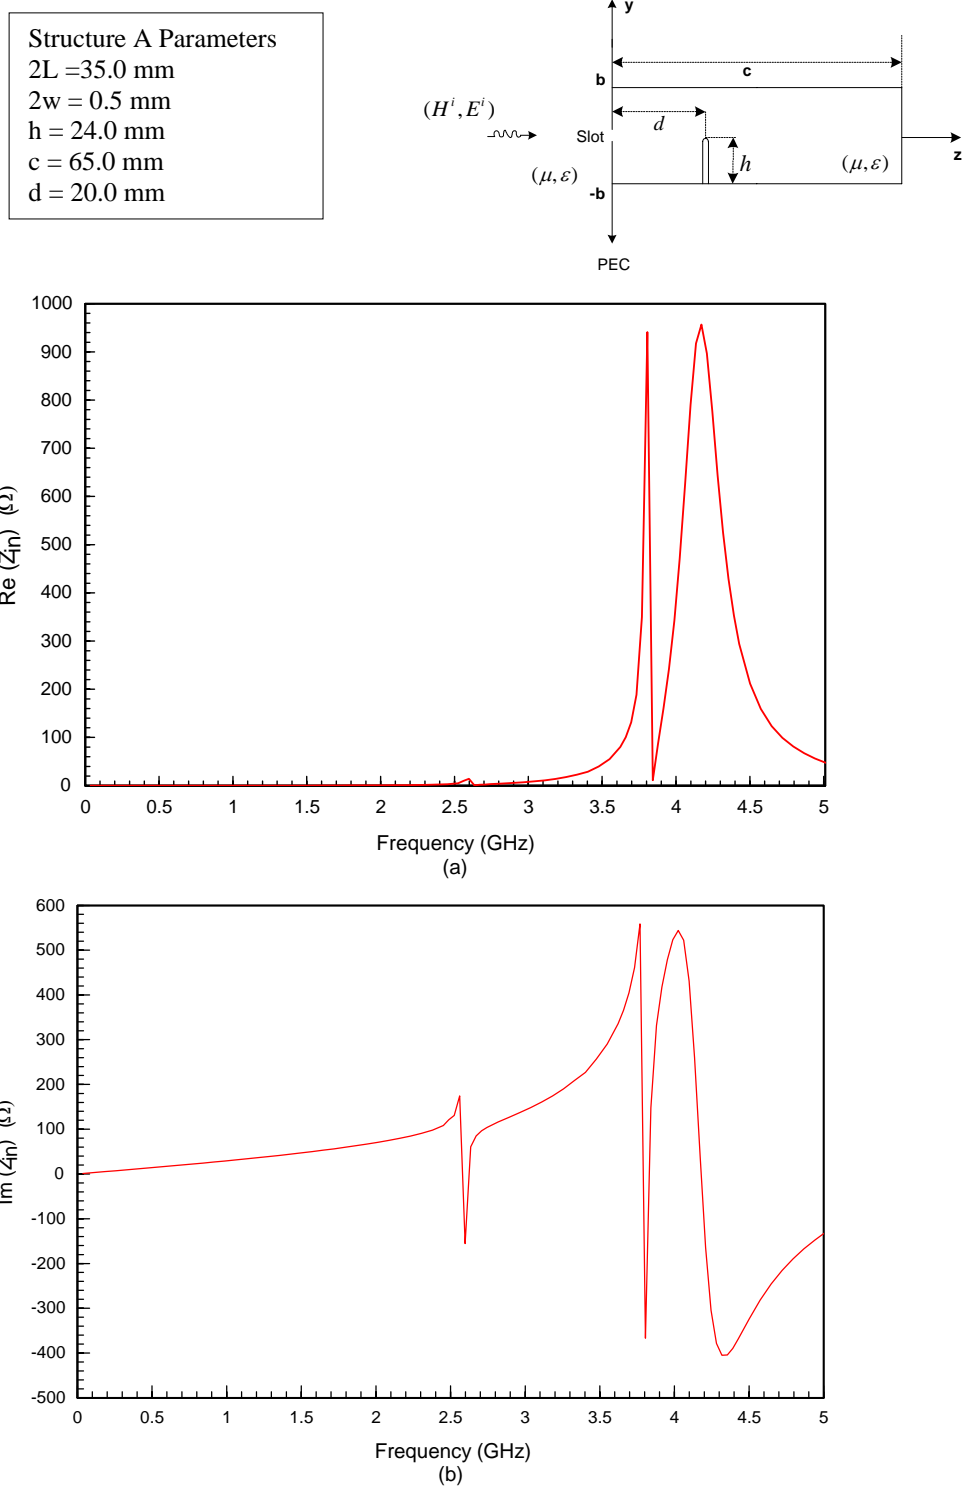 Structure A Parameters
2L =35.0 mm
2w = 0.5 mm
h = 24.0 mm
c = 65.0 mm
d = 20.0 mm
y
b
c
(H^i, E^i)
d
Slot
z
h
(μ, ε)
(μ, ε)
-b
PEC
1000
900
800
700
600
500
400
300
200
100
0
Re (Z_in) (Ω)
0 0.5 1 1.5 2 2.5 3 3.5 4 4.5 5
Frequency (GHz)
(a)
600
500
400
300
200
100
0
-100
-200
-300
-400
-500
Im (Z_in) (Ω)
0 0.5 1 1.5 2 2.5 3 3.5 4 4.5 5
Frequency (GHz)
(b)